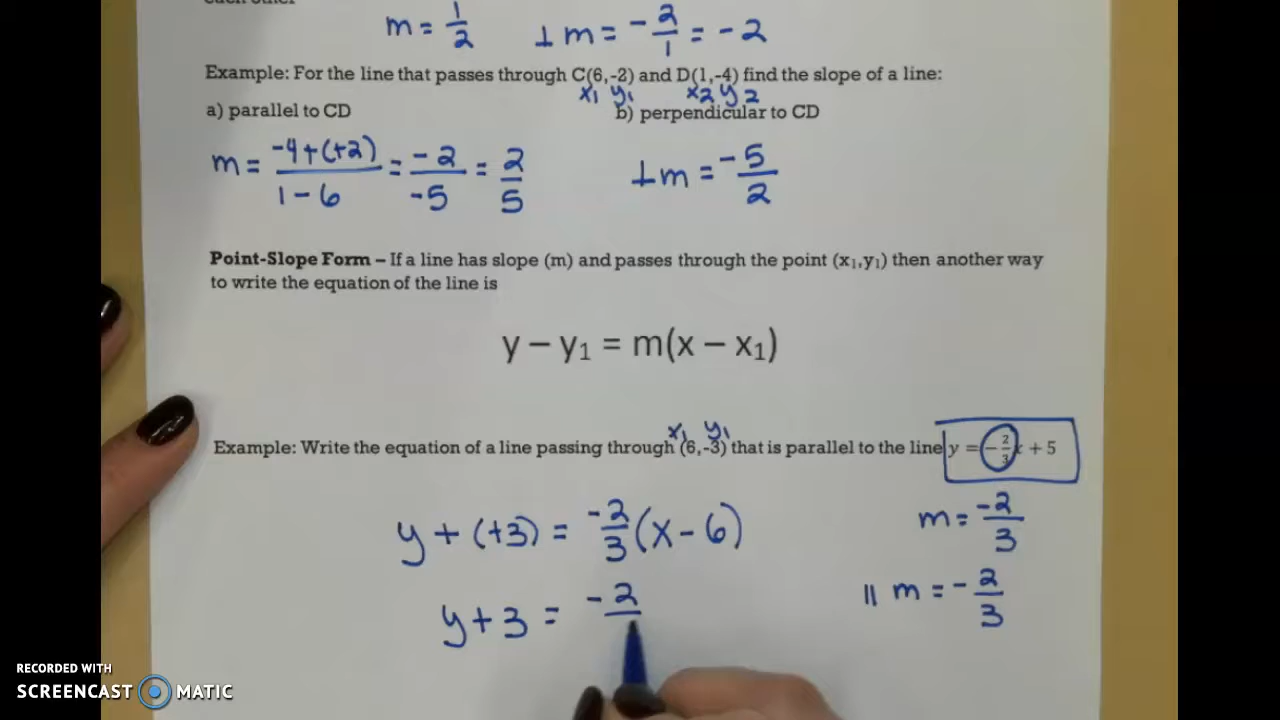 m = 1/2 ⊥ m = -2/1 = -2
Example: For the line that passes through C(6,-2) and D(1,-4) find the slope of a line:
x1 y1 x2 y2
a) parallel to CD b) perpendicular to CD
m = -4+(+2)/1-6 = -2/-5 = 2/5 ⊥m = -5/2
Point-Slope Form – If a line has slope (m) and passes through the point (x₁,y₁) then another way
to write the equation of the line is
y – y₁ = m(x – x₁)
x1 y1
Example: Write the equation of a line passing through (6,-3) that is parallel to the line y = -2/3x + 5
y + (+3) = -2/3(x - 6) m = -2/3
y + 3 = -2 || m = -2/3
RECORDED WITH
SCREENCAST MATIC